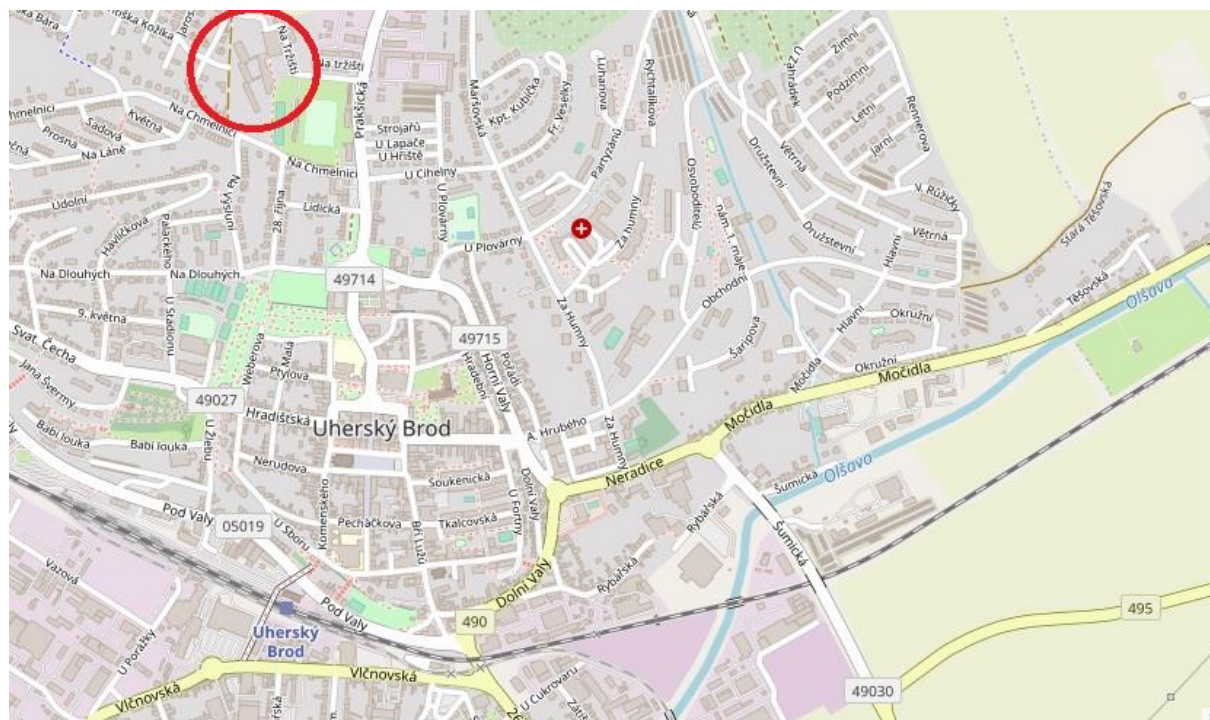 Na Tržišti
Na tržišti
Prakšická
Maršovská
Kpt. Kubíčka
Fr. Veselky
Luhanova
Rychtalíkova
Partyzánů
Osvoboditelů
Družstevní
Větrná
U Zahrádek
Zimní
Podzimní
Letní
Jarní
Rennerova
V. Růžičky
Větrná
Hlavní
Družstevní
Stará Těšovská
Těšovská
Olšava
Na Chmelnici
Květná
Sadová
Prosná
Na Láně
Strojařů
U Lapače
U Hřiště
U Cihelny
Na Chmelnici
Na Výsluní
28. října
Lidická
Údolní
Havlíčkova
Palackého
U Plovárny
U Plovárny
Za humny
nám. 1. máje
Obchodní
Na Dlouhých
Na Dlouhých
49714
9. května
U Stadionu
Weberova
Malá
Ptylova
49715
Hradební
Horní Valy
Pořádí
Za Humny
Šaripova
Hlavní
Okružní
Okružní
Močidla
Močidla
Močidla
Svat. Čecha
Jana Švermy
49027
Hradišťská
Uherský Brod
A. Hrubého
Za Humny
Neradice
Babí louka
Babí louka
U Žlebu
Nerudova
Komenského
Soukenická
Dolní Valy
U Fortny
Šumická
Olšava
Rybářská
Pod Valy
05019
U Sboru
Pecháčkova
Bří Lužů
Tkalcovská
Šumická
Vazová
Rybářská
Dolní Valy
Pod Valy
490
495
Uherský
Brod
U Porážky
Vlčnovská
Vlčnovská
U Cukrovaru
49030